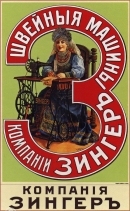 ШВЕЙНЫЯ МАШИНЫ
КОМПАНІИ ЗИНГЕРЪ
КОМПАНІЯ
ЗИНГЕРЪ